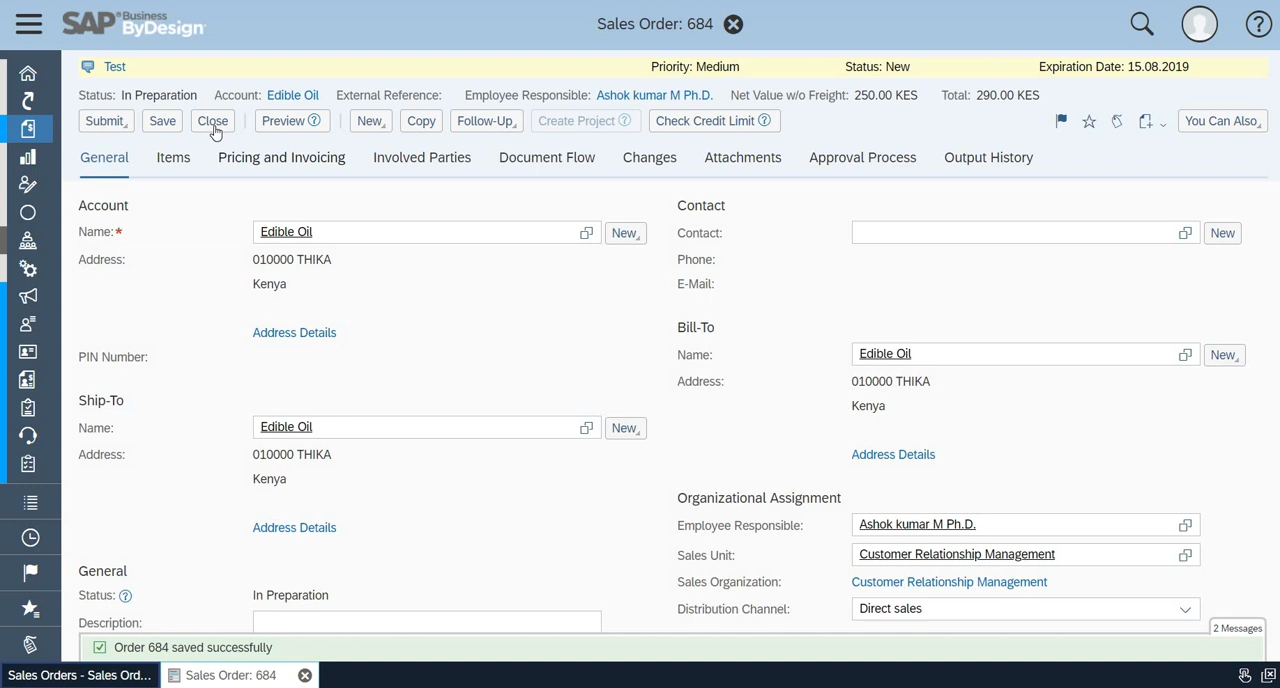 SAP Business ByDesign
Sales Order: 684
Test
Priority: Medium
Status: New
Expiration Date: 15.08.2019
Status: In Preparation Account: Edible Oil External Reference: Employee Responsible: Ashok kumar M Ph.D. Net Value w/o Freight: 250.00 KES Total: 290.00 KES
Submit Save Close Preview New Copy Follow-Up Create Project Check Credit Limit You Can Also
General Items Pricing and Invoicing Involved Parties Document Flow Changes Attachments Approval Process Output History
Account
Name:* Edible Oil New
Address: 010000 THIKA
Kenya
Address Details
PIN Number:
Ship-To
Name: Edible Oil New
Address: 010000 THIKA
Kenya
Address Details
General
Status: In Preparation
Description:
Contact
Contact: New
Phone:
E-Mail:
Bill-To
Name: Edible Oil New
Address: 010000 THIKA
Kenya
Address Details
Organizational Assignment
Employee Responsible: Ashok kumar M Ph.D.
Sales Unit: Customer Relationship Management
Sales Organization: Customer Relationship Management
Distribution Channel: Direct sales
2 Messages
Order 684 saved successfully
Sales Orders - Sales Ord... Sales Order: 684